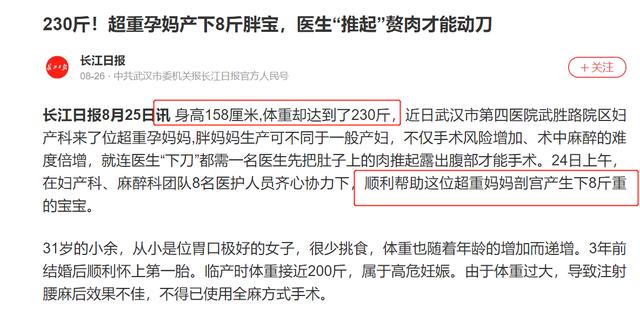 230斤！超重孕妈产下8斤胖宝，医生“推起”赘肉才能动刀
长江日报
长江日报
08-26 · 中共武汉市委机关报长江日报官方人民号
＋关注
长江日报8月25日讯 身高158厘米,体重却达到了230斤，近日武汉市第四医院武胜路院区妇
产科来了位超重孕妈妈,胖妈妈生产可不同于一般产妇，不仅手术风险增加、术中麻醉的难
度倍增，就连医生“下刀”都需一名医生先把肚子上的肉推起露出腹部才能手术。24日上午，
在妇产科、麻醉科团队8名医护人员齐心协力下，顺利帮助这位超重妈妈剖宫产生下8斤重
的宝宝。
31岁的小余，从小是位胃口极好的女子，很少挑食，体重也随着年龄的增加而递增。3年前
结婚后顺利怀上第一胎。临产时体重接近200斤，属于高危妊娠。由于体重过大，导致注射
腰麻后效果不佳，不得已使用全麻方式手术。